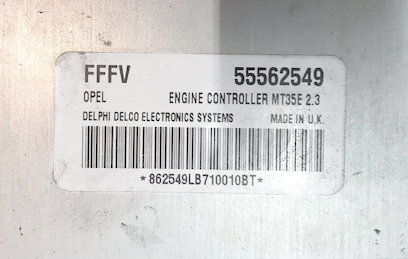 FFFV 55562549
OPEL ENGINE CONTROLLER MT35E 2.3
DELPHI DELCO ELECTRONICS SYSTEMS MADE IN U.K.
*862549LB710010BT*